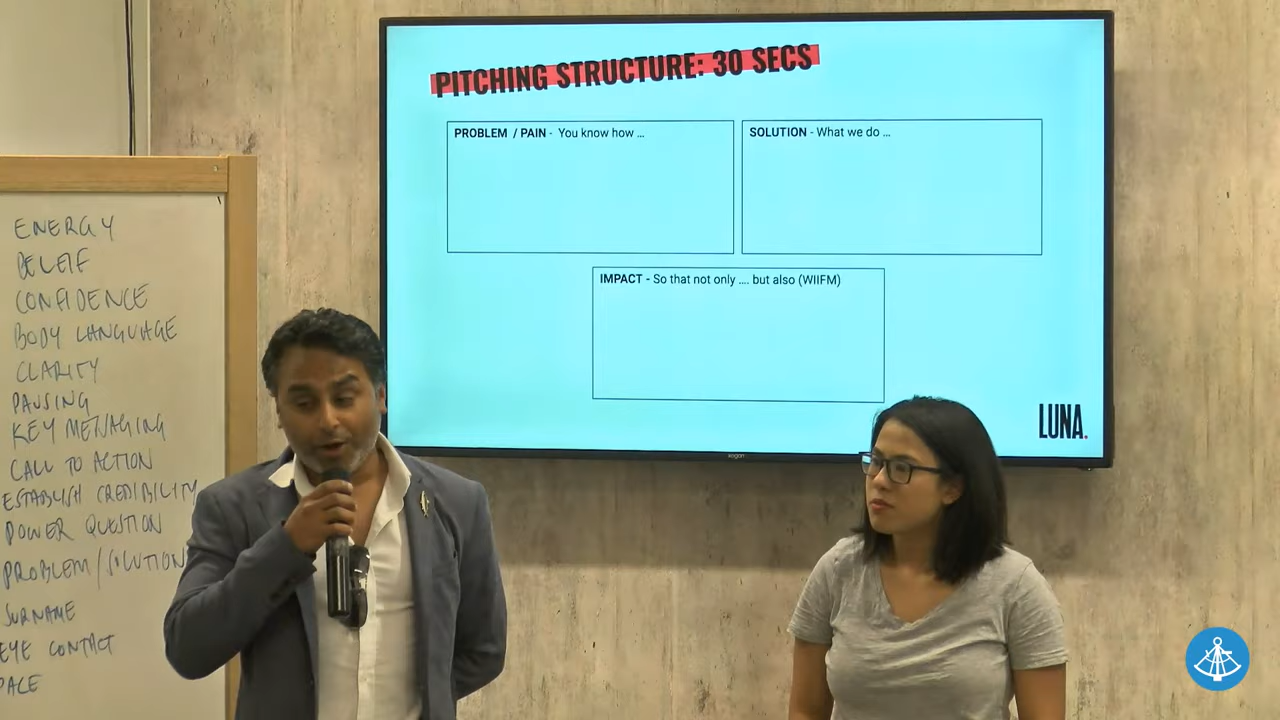 PITCHING STRUCTURE: 30 SECS
PROBLEM / PAIN - You know how ...
SOLUTION - What we do ...
IMPACT - So that not only .... but also (WIIFM)
LUNA.
ENERGY
BELEIF
CONFIDENCE
BODY LANGUAGE
CLARITY
PAUSING
KEY MESSAGING
CALL TO ACTION
ESTABLISH CREDIBILITY
POWER QUESTION
PROBLEM/SOLUTION
SURNAME
EYE CONTACT